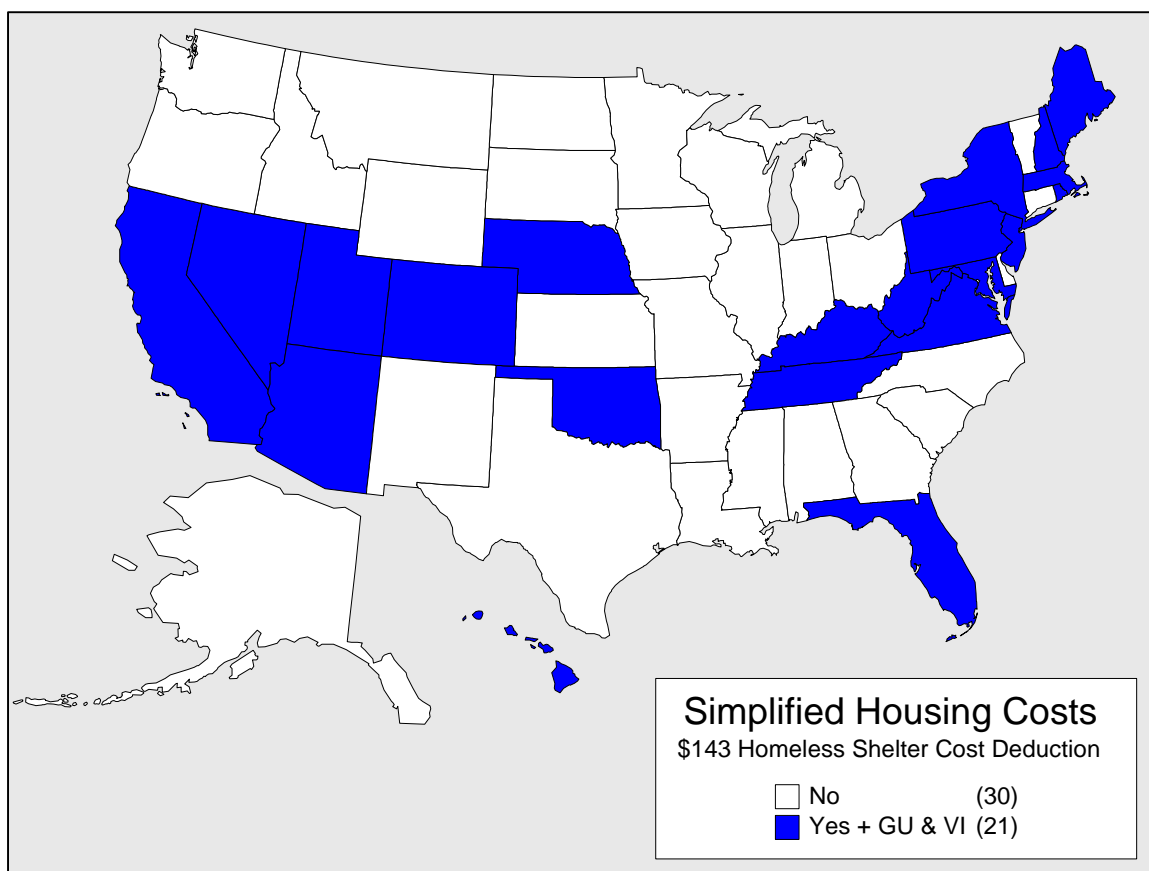 Simplified Housing Costs
$143 Homeless Shelter Cost Deduction
No (30)
Yes + GU & VI (21)